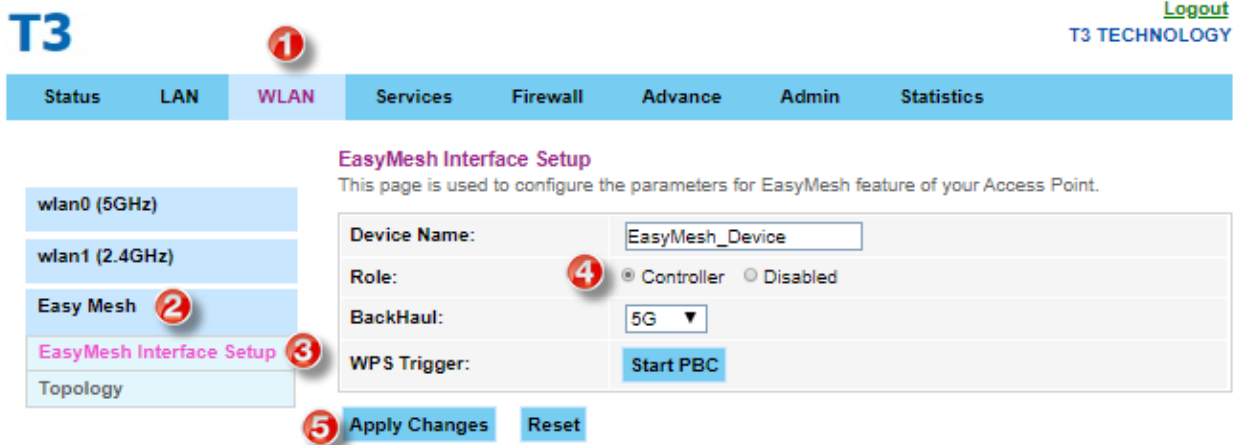 Logout
T3
T3 TECHNOLOGY
1
Status LAN WLAN Services Firewall Advance Admin Statistics
EasyMesh Interface Setup
This page is used to configure the parameters for EasyMesh feature of your Access Point.
wlan0 (5GHz)
wlan1 (2.4GHz)
Easy Mesh 2
EasyMesh Interface Setup 3
Topology
Device Name: EasyMesh_Device
Role: 4 Controller Disabled
BackHaul: 5G
WPS Trigger: Start PBC
5 Apply Changes Reset